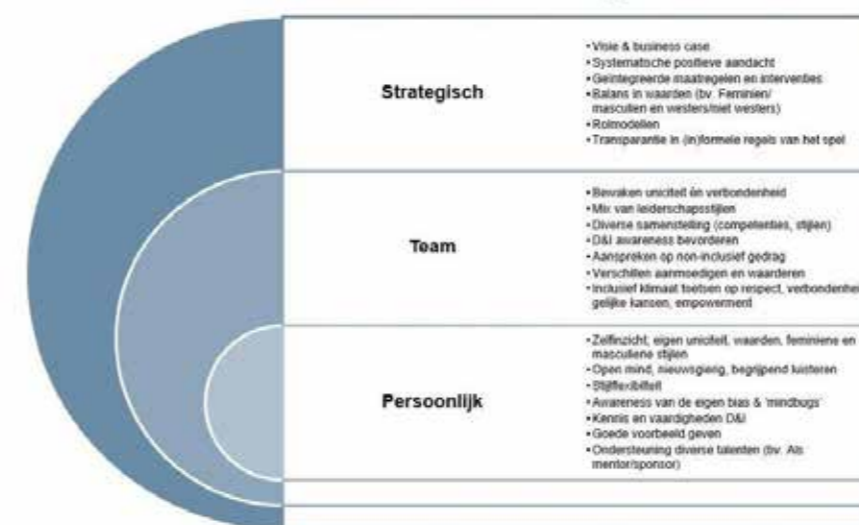 Strategisch
• Visie & business case
• Systematische positieve aandacht
• Geïntegreerde maatregelen en interventies
• Balans in waarden (bv. Feminien/
masculien en westers/niet westers)
• Rolmodellen
• Transparantie in (in)formele regels van het spel
Team
• Bewaken uniciteit én verbondenheid
• Mix van leiderschapsstijlen
• Diverse samenstelling (competenties, stijlen)
• D&I awareness bevorderen
• Aanspreken op non-inclusief gedrag
• Verschillen aanmoedigen en waarderen
• Inclusief klimaat toetsen op respect, verbondenhei
gelijke kansen, empowerment
Persoonlijk
• Zelfinzicht, eigen uniciteit, waarden, feminiene en
masculiene stijlen
• Open mind, nieuwsgierig, begrijpend luisteren
• Stijlflexibiliteit
• Awareness van de eigen bias & 'mindbugs'
• Kennis en vaardigheden D&I
• Goede voorbeeld geven
• Ondersteuning diverse talenten (bv. Als
mentor/sponsor)